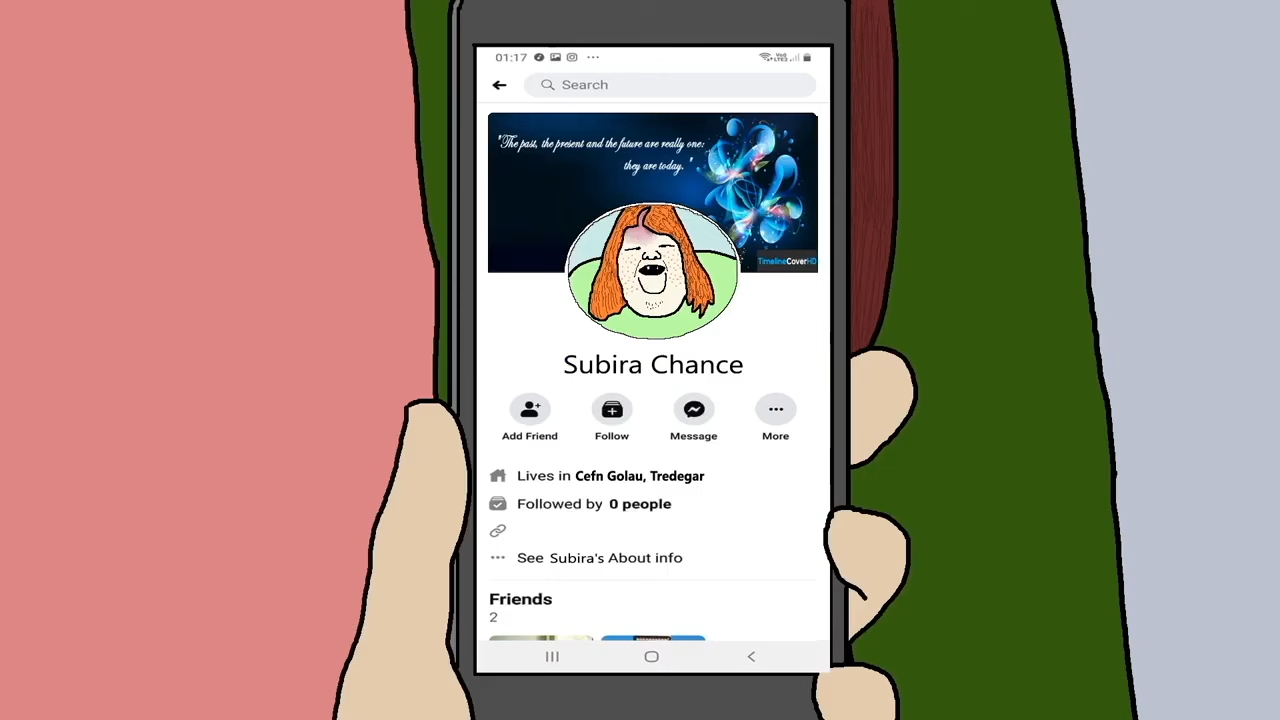 01:17
Search
"The past, the present and the future are really one:
they are today."
TimelineCoverHD
Subira Chance
Add Friend
Follow
Message
More
Lives in Cefn Golau, Tredegar
Followed by 0 people
See Subira's About info
Friends
2